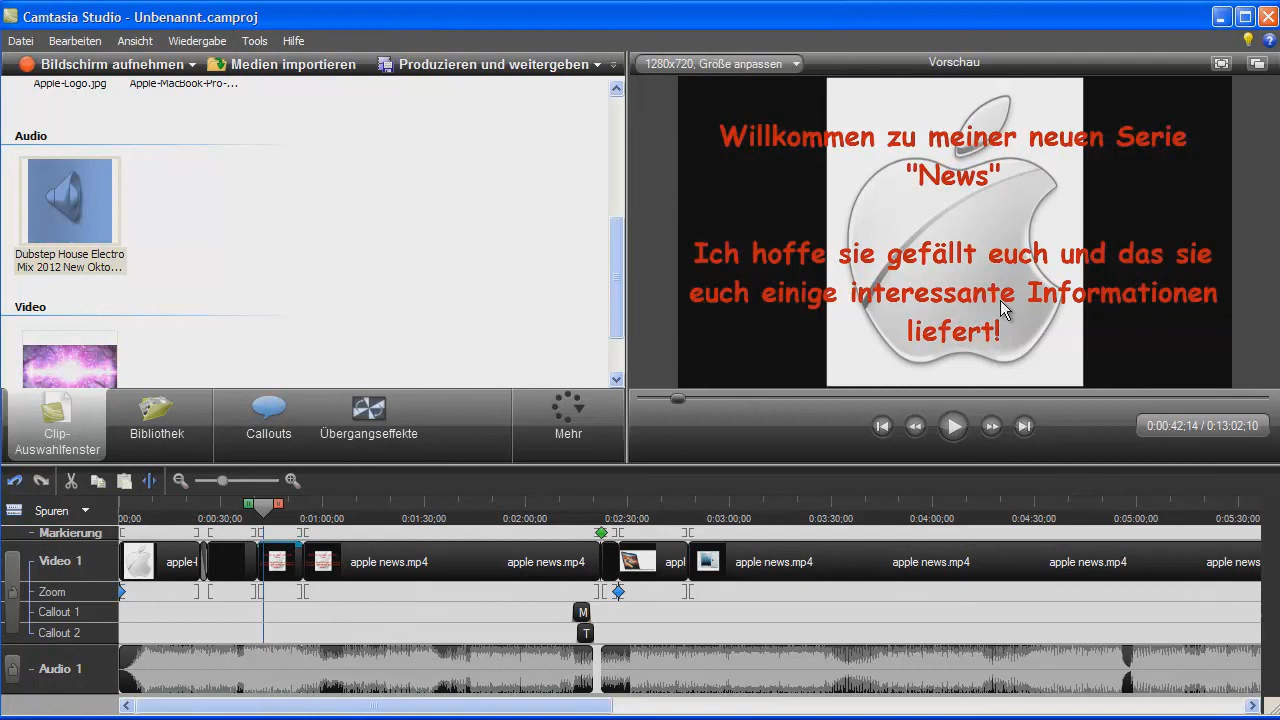 Camtasia Studio - Unbenannt.camproj
Datei Bearbeiten Ansicht Wiedergabe Tools Hilfe
Bildschirm aufnehmen Medien importieren Produzieren und weitergeben
1280x720, Größe anpassen
Vorschau
Apple-Logo.jpg Apple-MacBook-Pro-...
Audio
Dubstep House Electro
Mix 2012 New Okto...
Video
Willkommen zu meiner neuen Serie
"News"
Ich hoffe sie gefällt euch und das sie
euch einige interessante Informationen
liefert!
Clip-
Auswahlfenster
Bibliothek
Callouts
Übergangseffekte
Mehr
0:00:42;14 / 0:13:02;10
Spuren
00;00 0:00:30;00 0:01:00;00 0:01:30;00 0:02:00;00 0:02:30;00 0:03:00;00 0:03:30;00 0:04:00;00 0:04:30;00 0:05:00;00 0:05:30;00
Markierung
Video 1 apple-l apple news.mp4 apple news.mp4 appl apple news.mp4 apple news.mp4 apple news.mp4 apple news
Zoom
Callout 1 M
Callout 2 T
Audio 1